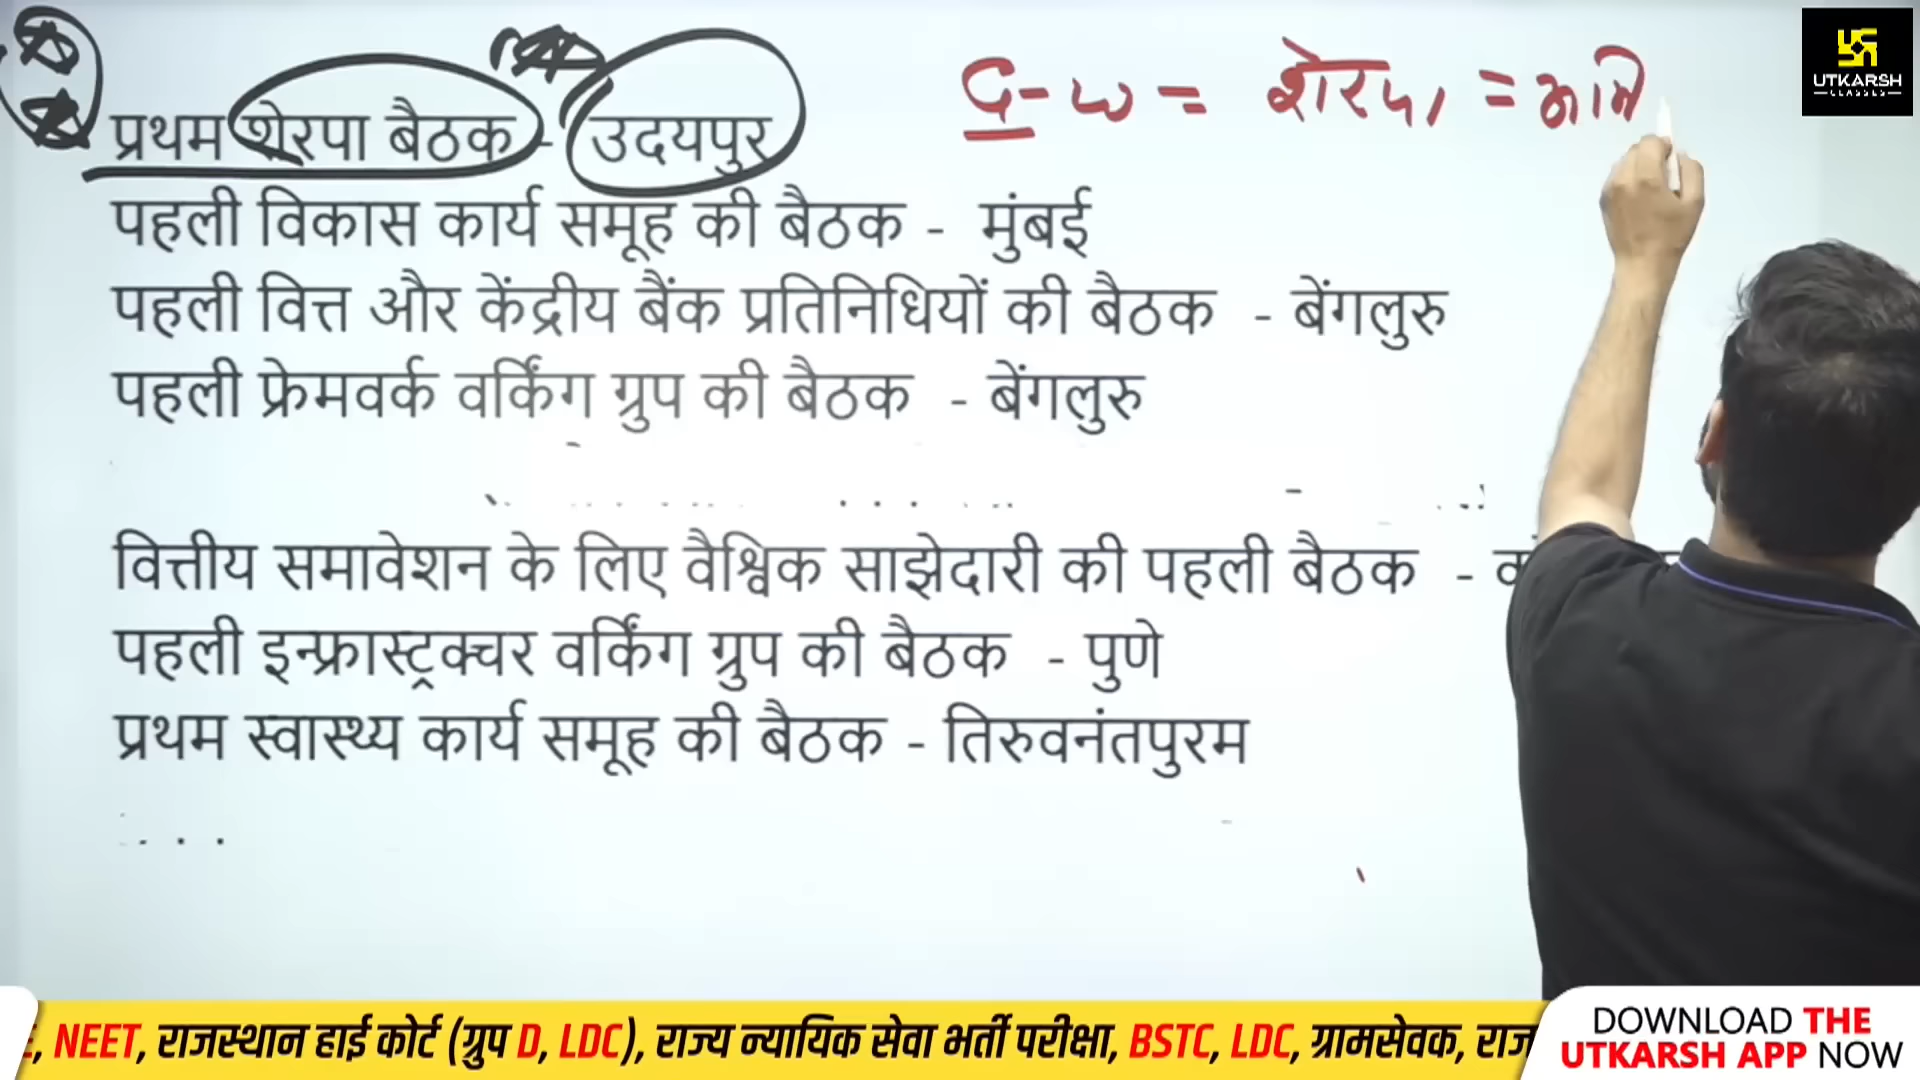 UTKARSH
CLASSES
प्रथम शेरपा बैठक - उदयपुर
= शेरपा =
पहली विकास कार्य समूह की बैठक - मुंबई
पहली वित्त और केंद्रीय बैंक प्रतिनिधियों की बैठक - बेंगलुरु
पहली फ्रेमवर्क वर्किंग ग्रुप की बैठक - बेंगलुरु
वित्तीय समावेशन के लिए वैश्विक साझेदारी की पहली बैठक -
पहली इन्फ्रास्ट्रक्चर वर्किंग ग्रुप की बैठक - पुणे
प्रथम स्वास्थ्य कार्य समूह की बैठक - तिरुवनंतपुरम
, NEET, राजस्थान हाई कोर्ट (ग्रुप D, LDC), राज्य न्यायिक सेवा भर्ती परीक्षा, BSTC, LDC, ग्रामसेवक, राज
DOWNLOAD THE
UTKARSH APP NOW